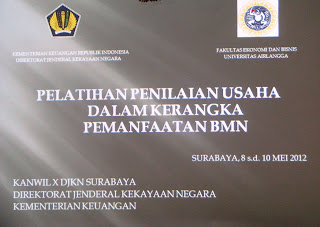 KEMENTERIAN KEUANGAN REPUBLIK INDONESIA
DIREKTORAT JENDERAL KEKAYAAN NEGARA
FAKULTAS EKONOMI DAN BISNIS
UNIVERSITAS AIRLANGGA
PELATIHAN PENILAIAN USAHA
DALAM KERANGKA
PEMANFAATAN BMN
SURABAYA, 8 s.d. 10 MEI 2012
KANWIL X DJKN SURABAYA
DIREKTORAT JENDERAL KEKAYAAN NEGARA
KEMENTERIAN KEUANGAN